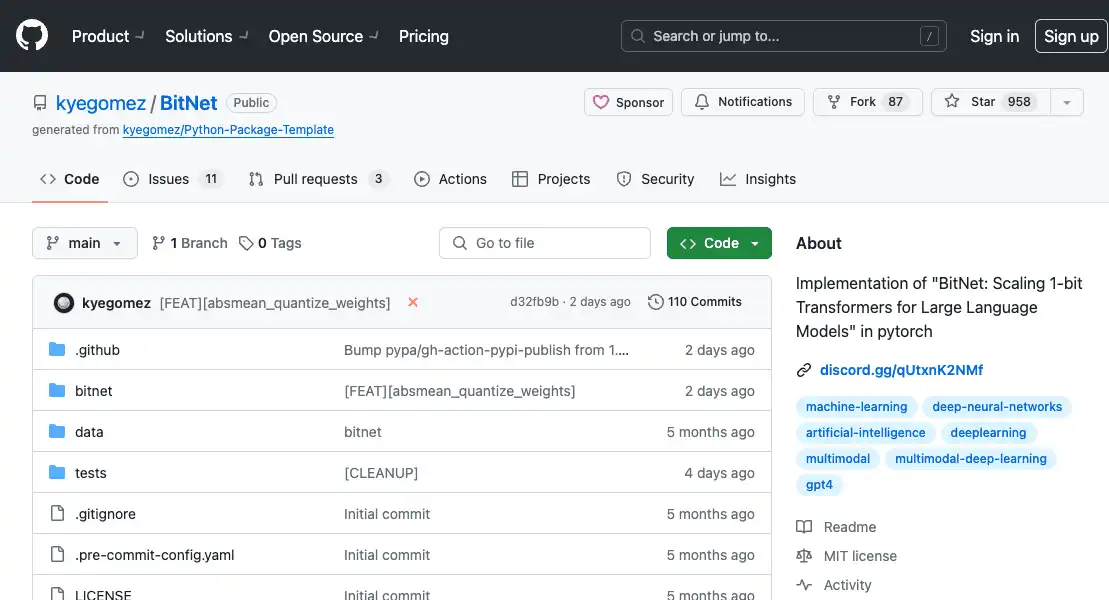 Product Solutions Open Source Pricing Search or jump to... / Sign in Sign up
kyegomez / BitNet Public Sponsor Notifications Fork 87 Star 958
generated from kyegomez/Python-Package-Template
Code Issues 11 Pull requests 3 Actions Projects Security Insights
main 1 Branch 0 Tags Go to file Code
kyegomez [FEAT][absmean_quantize_weights] d32fb9b · 2 days ago 110 Commits
.github Bump pypa/gh-action-pypi-publish from 1.... 2 days ago
bitnet [FEAT][absmean_quantize_weights] 2 days ago
data bitnet 5 months ago
tests [CLEANUP] 4 days ago
.gitignore Initial commit 5 months ago
.pre-commit-config.yaml Initial commit 5 months ago
LICENSE Initial commit 5 months ago
About
Implementation of "BitNet: Scaling 1-bit
Transformers for Large Language
Models" in pytorch
discord.gg/qUtxnK2NMf
machine-learning deep-neural-networks
artificial-intelligence deeplearning
multimodal multimodal-deep-learning
gpt4
Readme
MIT license
Activity